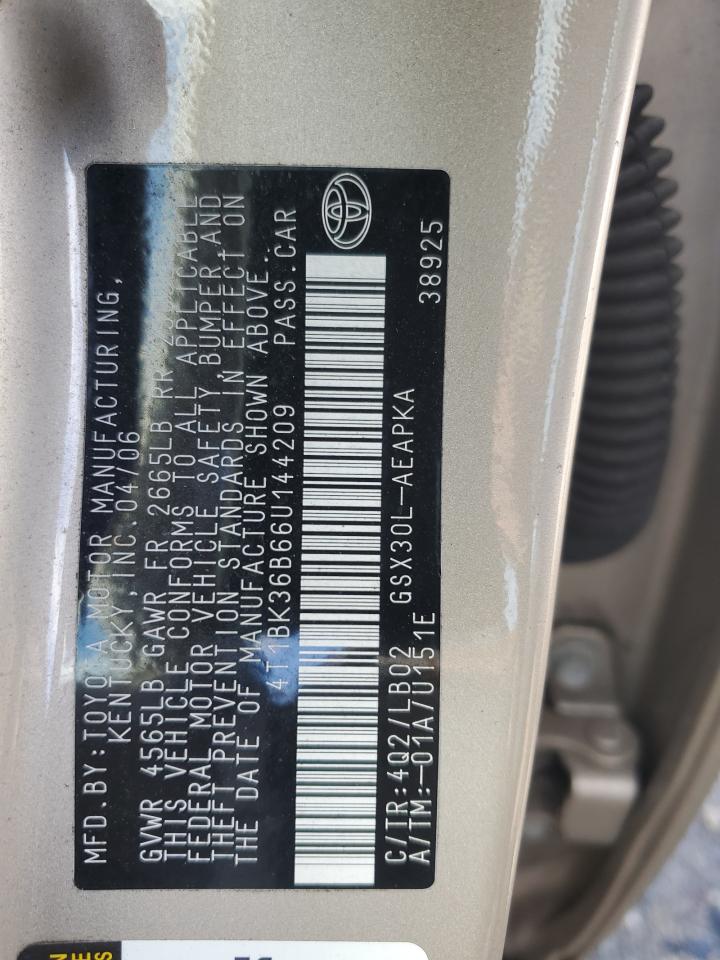 MFD.BY:TOYOTA MOTOR MANUFACTURING,
KENTUCKY,INC.04/06
GVWR 4565LB GAWR FR 2665LB RR
THIS VEHICLE CONFORMS TO ALL APPLICABLE
FEDERAL MOTOR VEHICLE SAFETY, BUMPER,AND
THEFT PREVENTION STANDARDS IN EFFECT ON
THE DATE OF MANUFACTURE SHOWN ABOVE.
4T1BK36B66U144209 PASS.CAR
C/TR:4Q2/LB02 GSX30L-AEAPKA
A/TM:-01A/U151E 38925